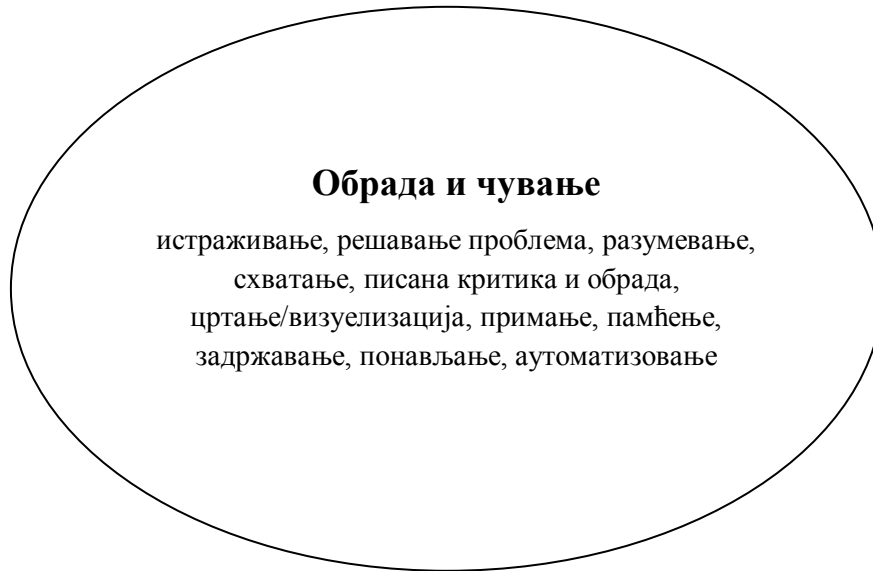 Обрада и чување
истраживање, решавање проблема, разумевање,
схватање, писана критика и обрада,
цртање/визуелизација, примање, памћење,
задржавање, понављање, аутоматизовање